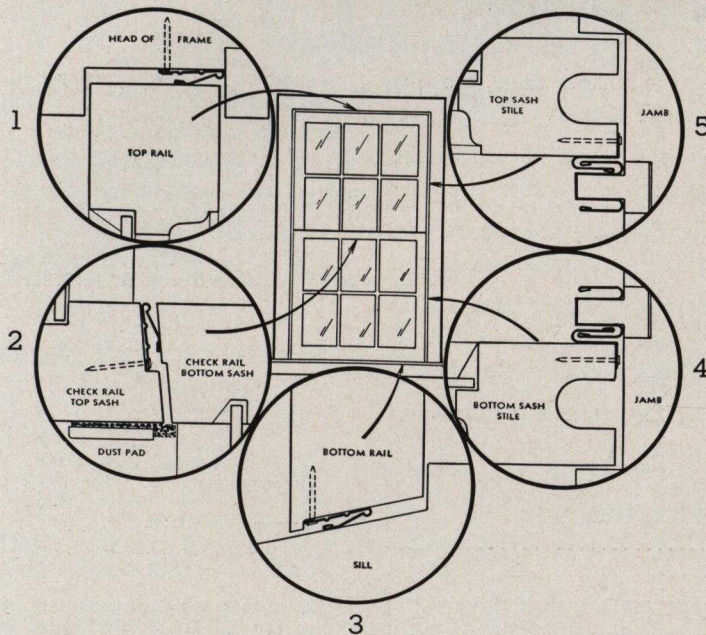 HEAD OF FRAME
1
TOP RAIL
TOP SASH
STILE
JAMB
5
2
CHECK RAIL
TOP SASH
CHECK RAIL
BOTTOM SASH
DUST PAD
BOTTOM SASH
STILE
JAMB
4
BOTTOM RAIL
SILL
3